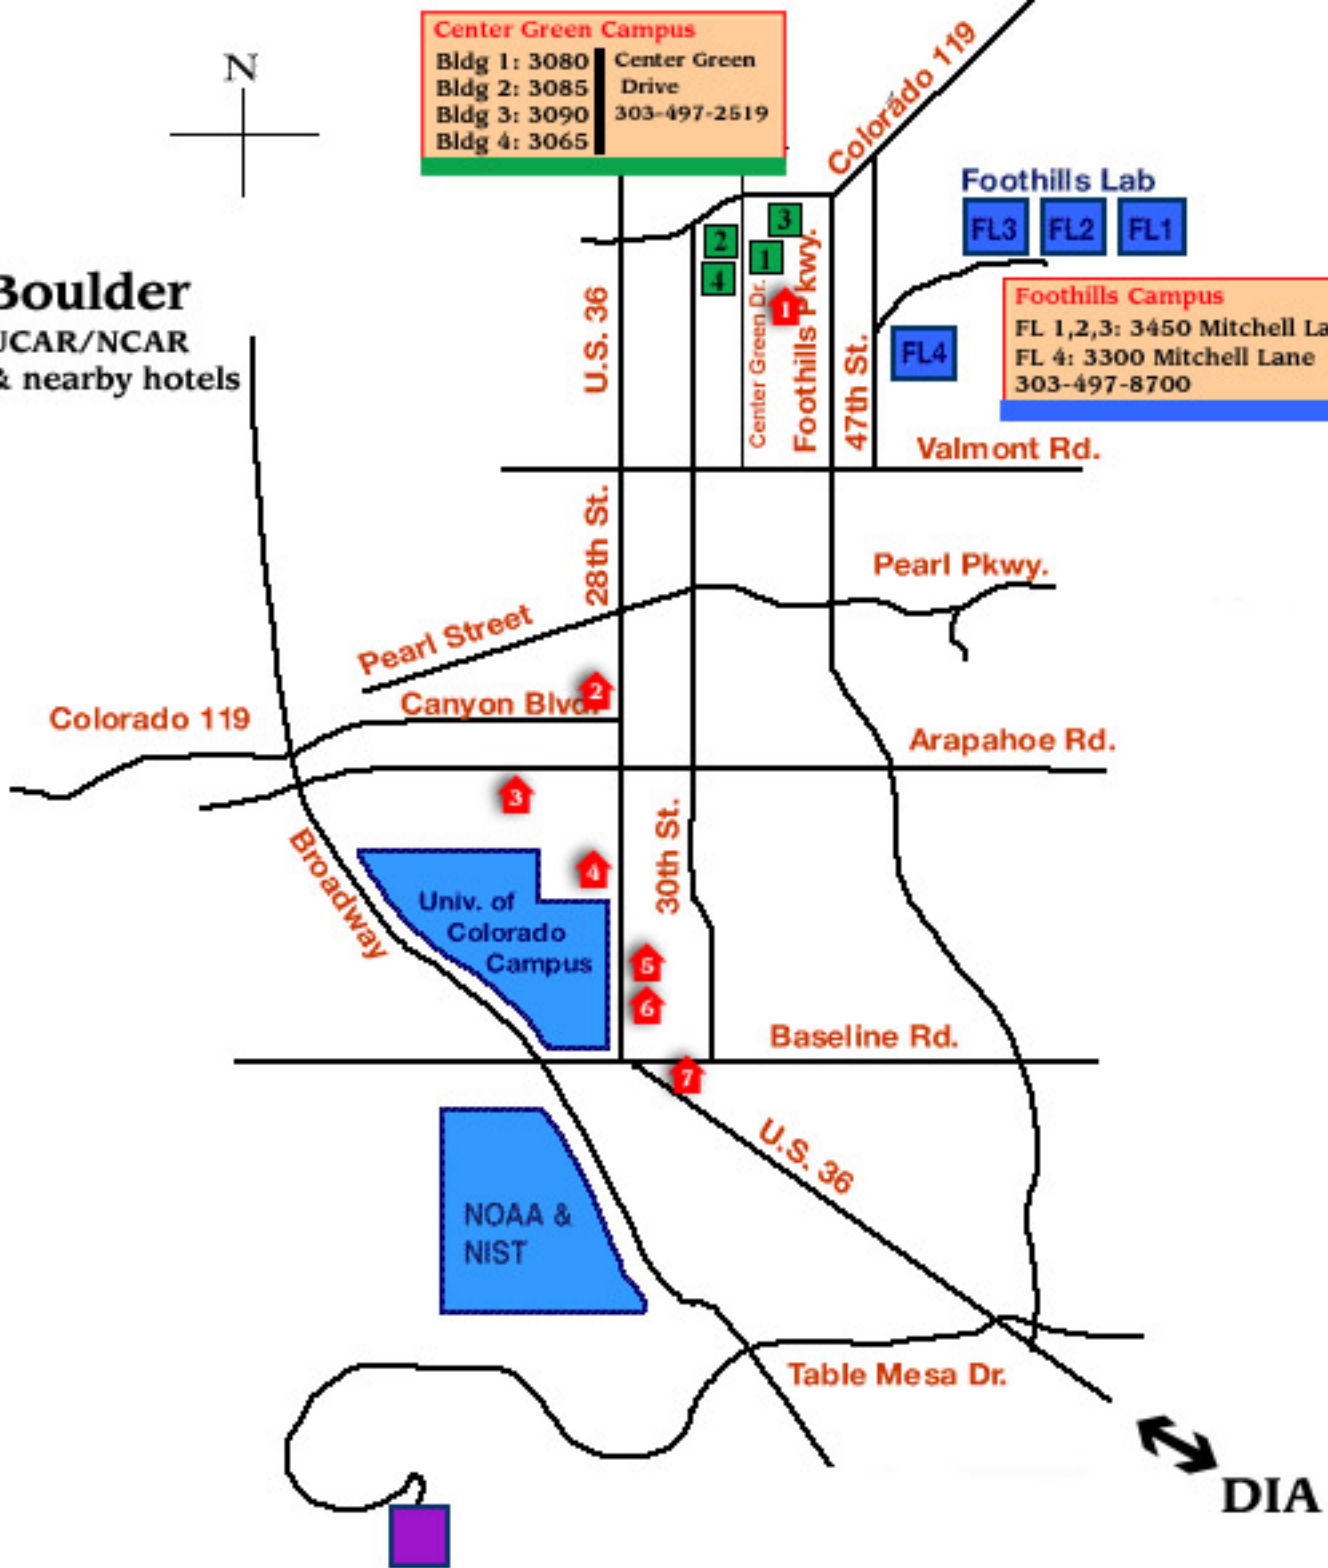 Center Green Campus
Bldg 1: 3080
Bldg 2: 3085
Bldg 3: 3090
Bldg 4: 3065
Center Green
Drive
303-497-2519
N
Colorado 119
Foothills Lab
FL3 FL2 FL1
3
2
1
4
1
Boulder
UCAR/NCAR
& nearby hotels
U.S. 36
Center Green Dr.
Foothills Pkwy.
47th St.
FL4
Foothills Campus
FL 1,2,3: 3450 Mitchell La
FL 4: 3300 Mitchell Lane
303-497-8700
Valmont Rd.
28th St.
Pearl Pkwy.
Pearl Street
2
Canyon Blvd.
Colorado 119
Arapahoe Rd.
3
30th St.
Broadway
4
Univ. of
Colorado
Campus
5
6
Baseline Rd.
7
U.S. 36
NOAA &
NIST
Table Mesa Dr.
DIA